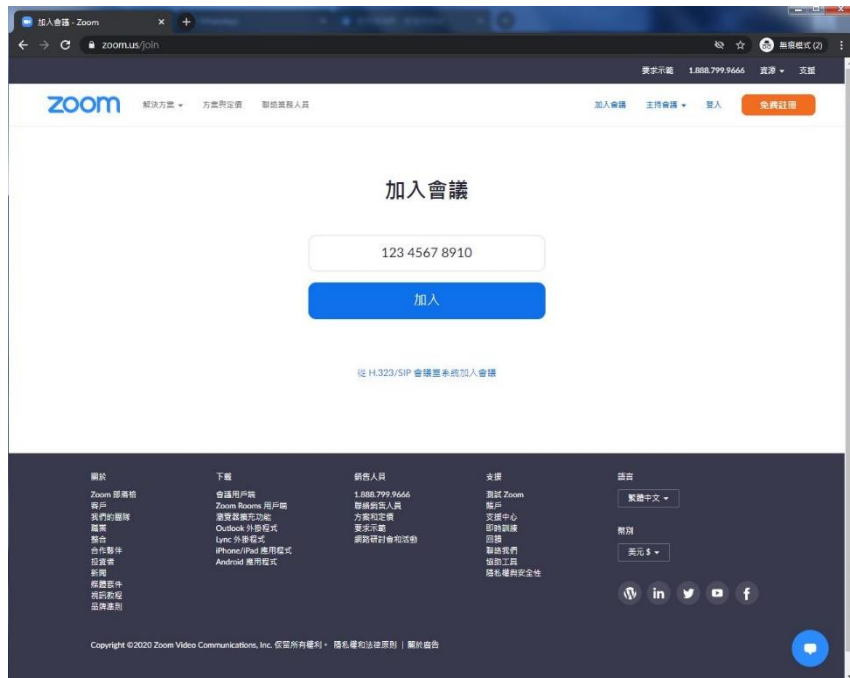 加入會議 - Zoom
zoom.us/join
無痕模式 (2)
要求示範 1.888.799.9666 資源 支援
zoom 解決方案 方案與定價 聯絡業務人員 加入會議 主持會議 登入 免費註冊
加入會議
123 4567 8910
加入
從 H.323/SIP 會議室系統加入會議
關於
Zoom 部落格
客戶
我們的團隊
職業
整合
合作夥伴
投資者
新聞
媒體套件
視訊教程
品牌準則
下載
會議用戶端
Zoom Rooms 用戶端
瀏覽器擴充功能
Outlook 外掛程式
Lync 外掛程式
iPhone/iPad 應用程式
Android 應用程式
銷售人員
1.888.799.9666
聯絡銷售人員
方案和定價
要求示範
網路研討會和活動
支援
測試 Zoom
賬戶
支援中心
即時訓練
回饋
聯絡我們
協助工具
隱私權與安全性
語言
繁體中文
幣別
美元 $
Copyright ©2020 Zoom Video Communications, Inc. 保留所有權利。 隱私權和法律原則 | 關於廣告